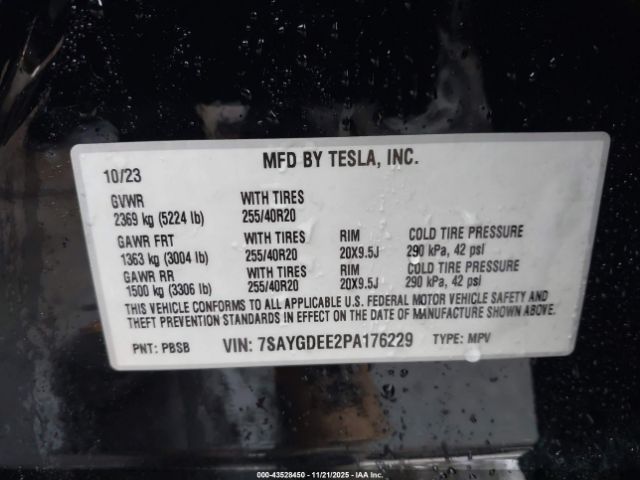 MFD BY TESLA, INC.
10/23
GVWR WITH TIRES
2369 kg (5224 lb) 255/40R20
GAWR FRT WITH TIRES RIM COLD TIRE PRESSURE
1363 kg (3004 lb) 255/40R20 20X9.5J 290 kPa, 42 psi
GAWR RR WITH TIRES RIM COLD TIRE PRESSURE
1500 kg (3306 lb) 255/40R20 20X9.5J 290 kPa, 42 psi
THIS VEHICLE CONFORMS TO ALL APPLICABLE U.S. FEDERAL MOTOR VEHICLE SAFETY AND
THEFT PREVENTION STANDARDS IN EFFECT ON THE DATE OF MANUFACTURE SHOWN ABOVE.
PNT: PBSB VIN: 7SAYGDEE2PA176229 TYPE: MPV
000-43528450 - 11/21/2025 - IAA Inc.